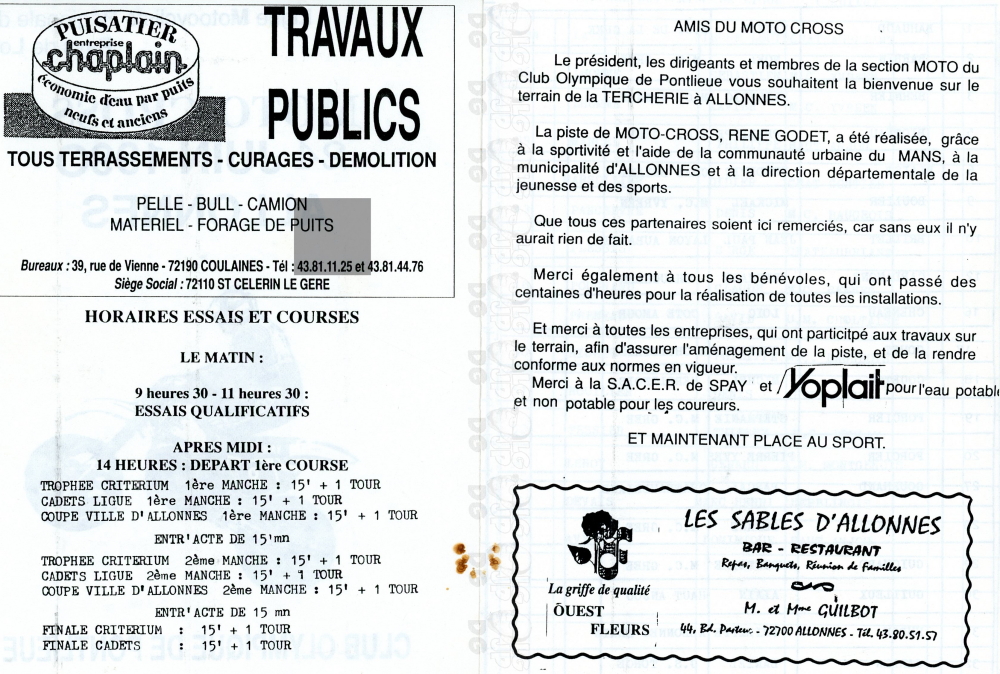 PUISATIER
entreprise
chaplain
économie d'eau par puits
neufs et anciens
TRAVAUX
PUBLICS
TOUS TERRASSEMENTS - CURAGES - DEMOLITION
PELLE - BULL - CAMION
MATERIEL - FORAGE DE PUITS
Bureaux : 39, rue de Vienne - 72190 COULAINES - Tél : 43.81.11.25 et 43.81.44.76
Siège Social : 72110 ST CELERIN LE GERE
HORAIRES ESSAIS ET COURSES
LE MATIN :
9 heures 30 - 11 heures 30 :
ESSAIS QUALIFICATIFS
APRES MIDI :
14 HEURES : DEPART 1ère COURSE
TROPHEE CRITERIUM 1ère MANCHE : 15' + 1 TOUR
CADETS LIGUE 1ère MANCHE : 15' + 1 TOUR
COUPE VILLE D'ALLONNES 1ère MANCHE : 15' + 1 TOUR
ENTR'ACTE DE 15'mn
TROPHEE CRITERIUM 2ème MANCHE : 15' + 1 TOUR
CADETS LIGUE 2ème MANCHE : 15' + 1 TOUR
COUPE VILLE D'ALLONNES 2ème MANCHE : 15' + 1 TOUR
ENTR'ACTE DE 15 mn
FINALE CRITERIUM : 15' + 1 TOUR
FINALE CADETS : 15' + 1 TOUR
AMIS DU MOTO CROSS
Le président, les dirigeants et membres de la section MOTO du
Club Olympique de Pontlieue vous souhaitent la bienvenue sur le
terrain de la TERCHERIE à ALLONNES.
La piste de MOTO-CROSS, RENE GODET, a été réalisée, grâce
à la sportivité et l'aide de la communauté urbaine du MANS, à la
municipalité d'ALLONNES et à la direction départementale de la
jeunesse et des sports.
Que tous ces partenaires soient ici remerciés, car sans eux il n'y
aurait rien de fait.
Merci également à tous les bénévoles, qui ont passé des
centaines d'heures pour la réalisation de toutes les installations.
Et merci à toutes les entreprises, qui ont particitpé aux travaux sur
le terrain, afin d'assurer l'aménagement de la piste, et de la rendre
conforme aux normes en vigueur.
Merci à la S.A.C.E.R. de SPAY et Yoplait pour l'eau potable
et non potable pour les coureurs.
ET MAINTENANT PLACE AU SPORT.
La griffe de qualité
OUEST
FLEURS
LES SABLES D'ALLONNES
BAR - RESTAURANT
Repas, Banquets, Réunion de Familles
M. et Mme GUILBOT
44, Bd. Pasteur - 72700 ALLONNES - Tél. 43.80.51.57